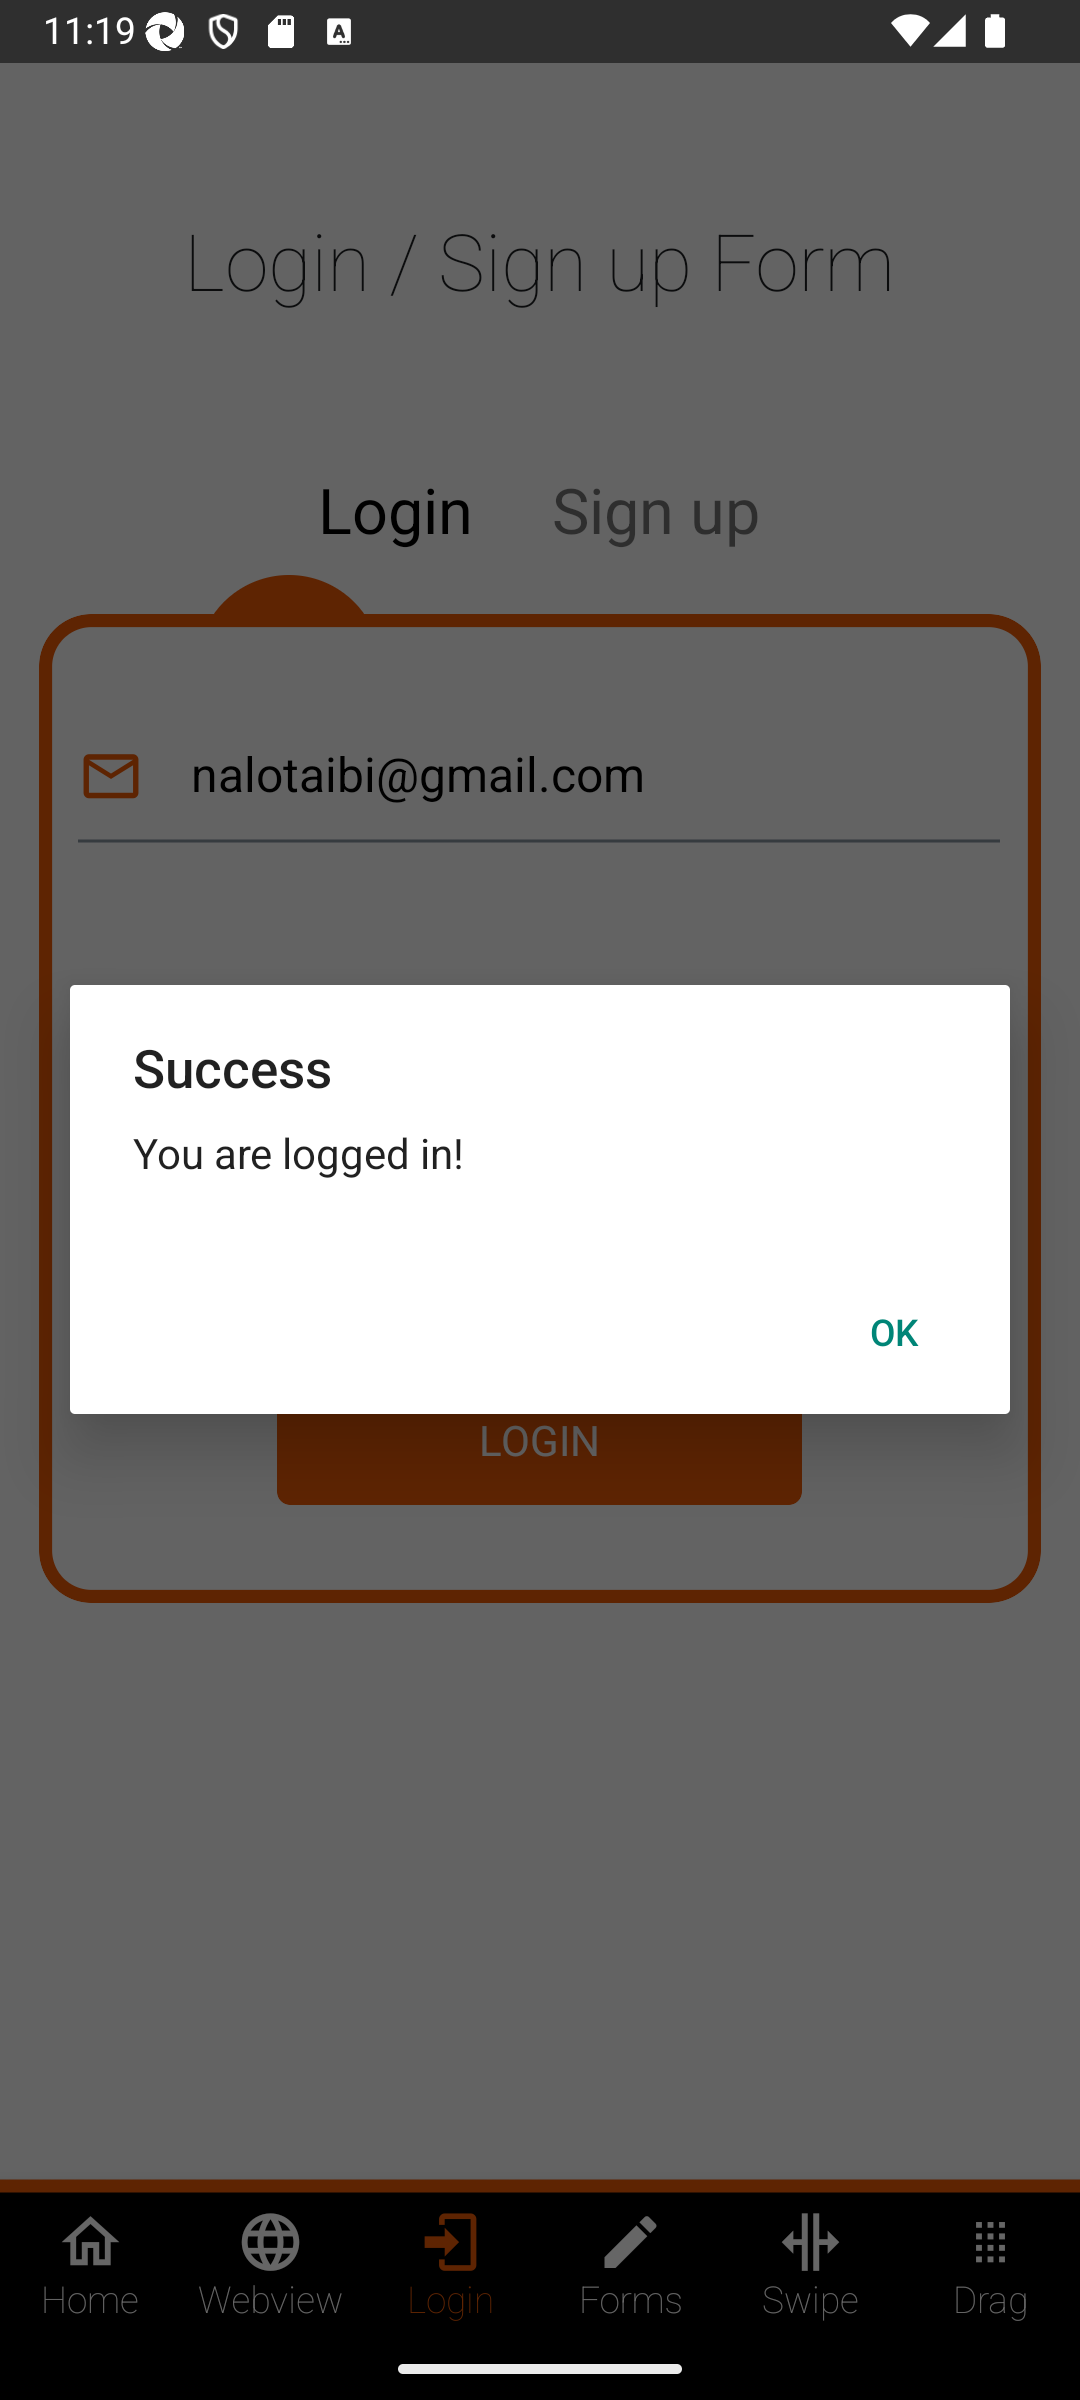 11:19
Login / Sign up Form
Login Sign up
nalotaibi@gmail.com
Success
You are logged in!
OK
LOGIN
Home Webview Login Forms Swipe Drag